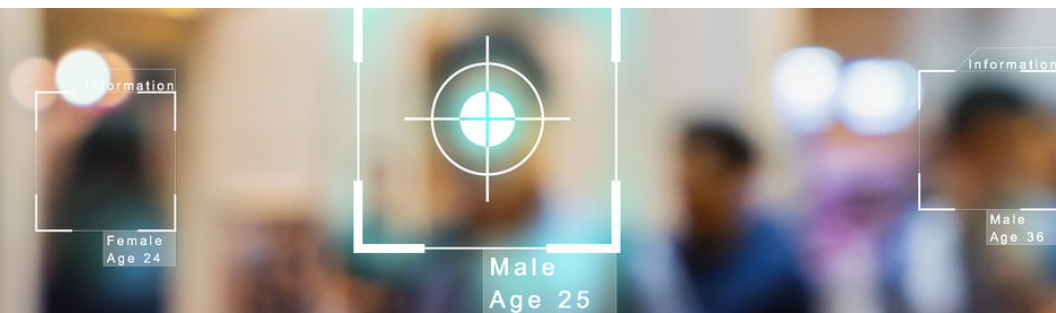 Information
Female
Age 24
Male
Age 25
Information
Male
Age 36